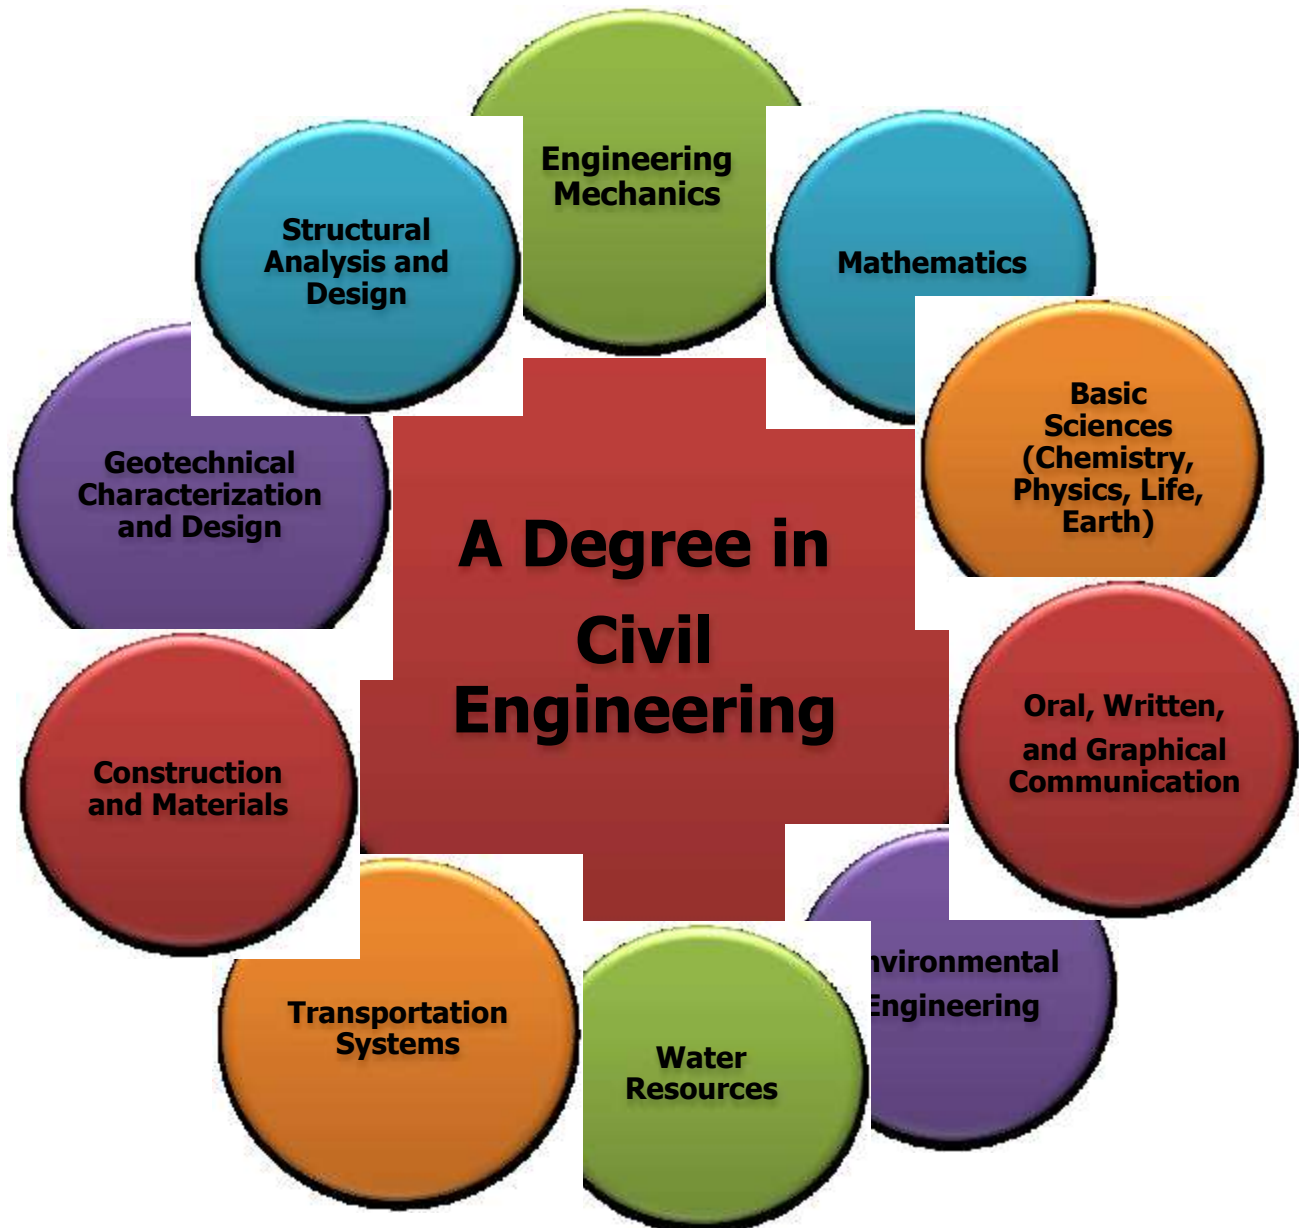 Engineering
Mechanics
Mathematics
Basic
Sciences
(Chemistry,
Physics, Life,
Earth)
Oral, Written,
and Graphical
Communication
nvironmental
Engineering
Water
Resources
Transportation
Systems
Construction
and Materials
Geotechnical
Characterization
and Design
Structural
Analysis and
Design
A Degree in
Civil
Engineering